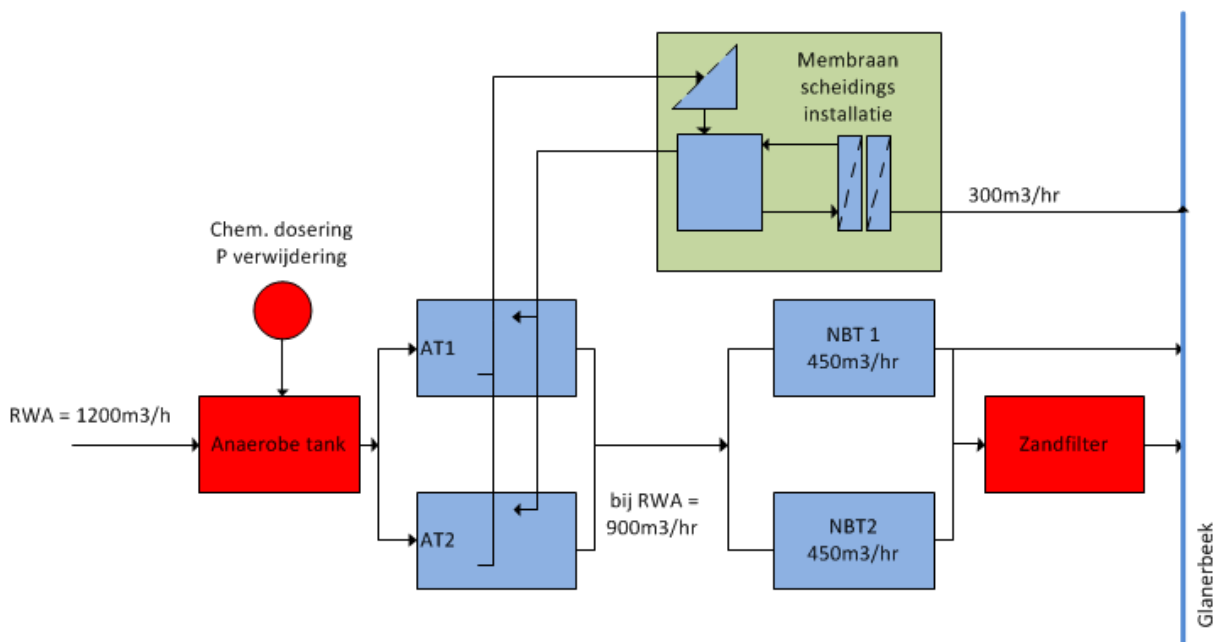 Membraan
scheidings
installatie
300m3/hr
Chem. dosering
P verwijdering
AT1
NBT 1
450m3/hr
RWA = 1200m3/h
Anaerobe tank
Zandfilter
bij RWA =
900m3/hr
AT2
NBT2
450m3/hr
Glanerbeek